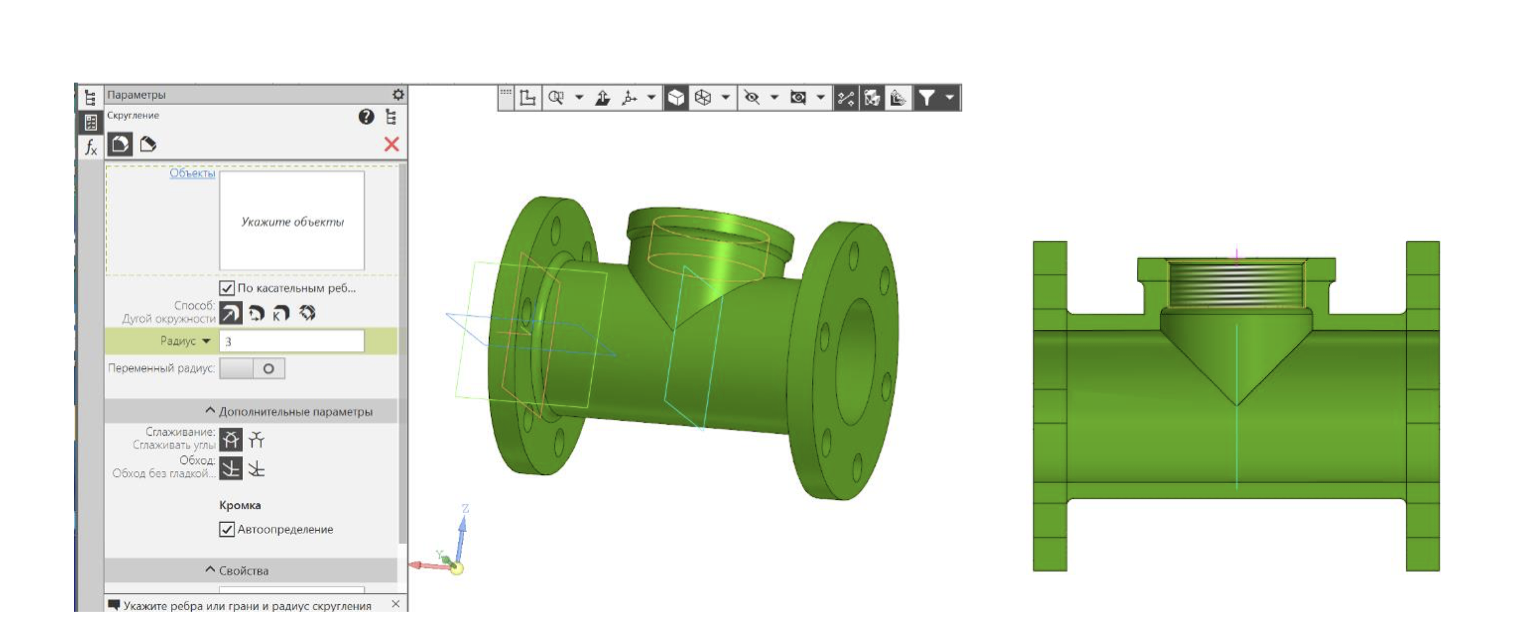 Параметры
Скругление
fx
Объекты
Укажите объекты
По касательным реб...
Способ:
Дугой окружности
Радиус
3
Переменный радиус:
Дополнительные параметры
Сглаживание:
Сглаживать углы
Обход:
Обход без гладкой...
Кромка
Автоопределение
Свойства
Укажите ребра или грани и радиус скругления
Z
Y